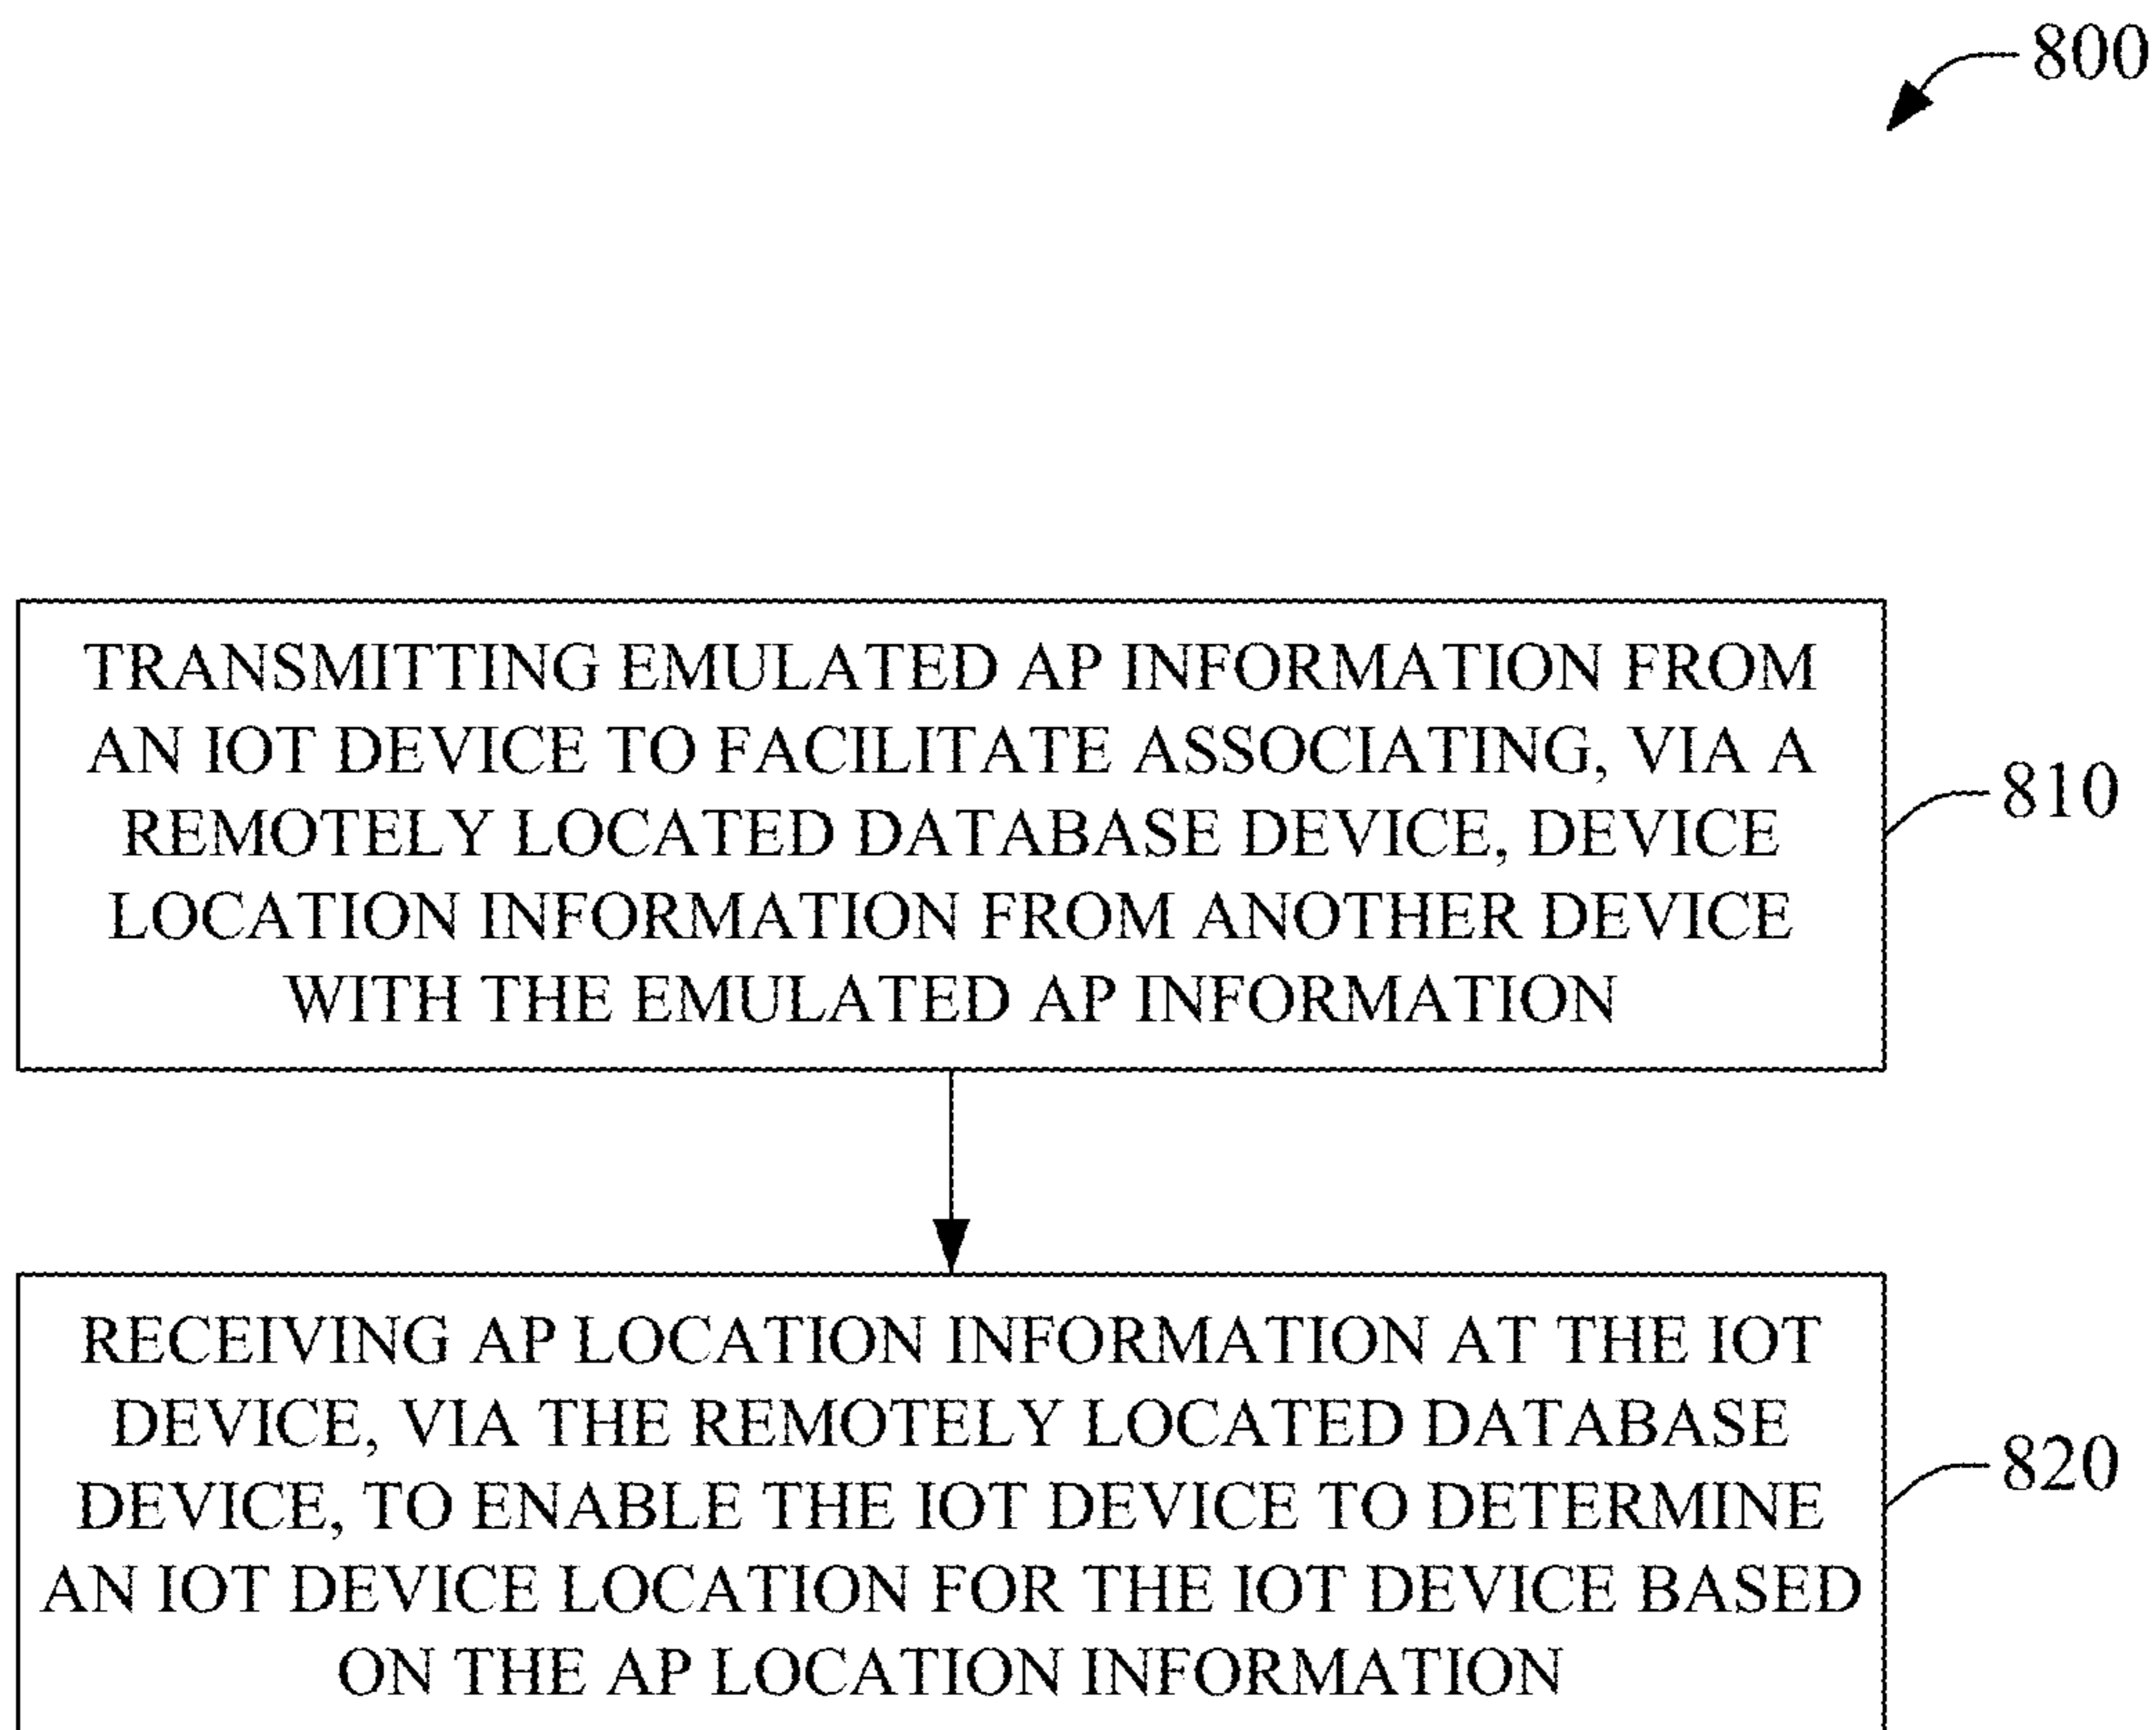 800
TRANSMITTING EMULATED AP INFORMATION FROM
AN IOT DEVICE TO FACILITATE ASSOCIATING, VIA A
REMOTELY LOCATED DATABASE DEVICE, DEVICE
LOCATION INFORMATION FROM ANOTHER DEVICE
WITH THE EMULATED AP INFORMATION
810
RECEIVING AP LOCATION INFORMATION AT THE IOT
DEVICE, VIA THE REMOTELY LOCATED DATABASE
DEVICE, TO ENABLE THE IOT DEVICE TO DETERMINE
AN IOT DEVICE LOCATION FOR THE IOT DEVICE BASED
ON THE AP LOCATION INFORMATION
820